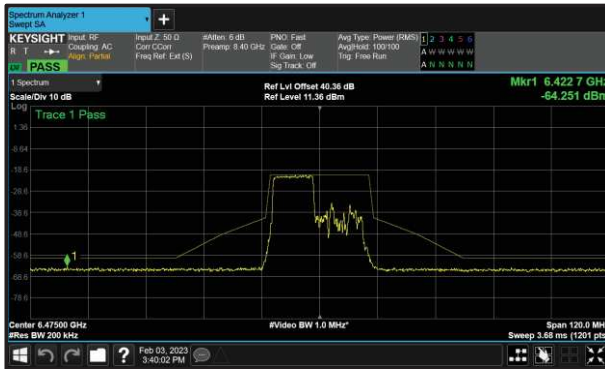 Spectrum Analyzer 1
Swept SA
KEYSIGHT
R T
PASS
Input: RF
Coupling: AC
Align: Partial
Input Z: 50 Ω
Corr CCorr
Freq Ref: Ext (S)
#Atten: 6 dB
Preamp: 8.40 GHz
PNO: Fast
Gate: Off
IF Gain: Low
Sig Track: Off
Avg Type: Power (RMS)
Avg|Hold: 100/100
Trig: Free Run
1 2 3 4 5 6
A W W W W W
A N N N N N
1 Spectrum
Scale/Div 10 dB
Ref Lvl Offset 40.36 dB
Ref Level 11.36 dBm
Mkr1 6.422 7 GHz
-64.251 dBm
Log
Trace 1 Pass
1.36
-8.64
-18.6
-28.6
-38.6
-48.6
-58.6
1
-68.6
-78.6
Center 6.47500 GHz
#Res BW 200 kHz
#Video BW 1.0 MHz*
Span 120.0 MHz
Sweep 3.68 ms (1201 pts)
Feb 03, 2023
3:40:02 PM